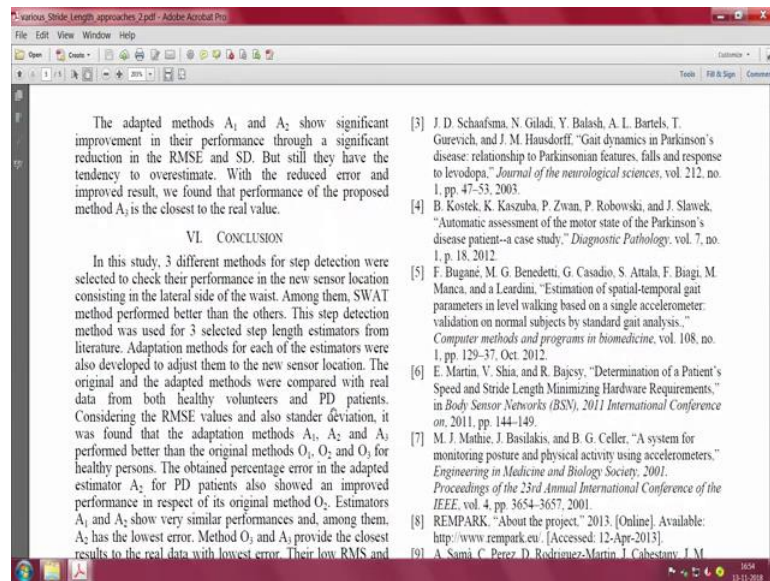 various_Stride_Length_approaches 2.pdf - Adobe Acrobat Pro
File Edit View Window Help
Open Create Customize
1 / 5 Tools Fill & Sign Comment
The adapted methods A1 and A2 show significant
improvement in their performance through a significant
reduction in the RMSE and SD. But still they have the
tendency to overestimate. With the reduced error and
improved result, we found that performance of the proposed
method A3 is the closest to the real value.
VI. CONCLUSION
In this study, 3 different methods for step detection were
selected to check their performance in the new sensor location
consisting in the lateral side of the waist. Among them, SWAT
method performed better than the others. This step detection
method was used for 3 selected step length estimators from
literature. Adaptation methods for each of the estimators were
also developed to adjust them to the new sensor location. The
original and the adapted methods were compared with real
data from both healthy volunteers and PD patients.
Considering the RMSE values and also stander deviation, it
was found that the adaptation methods A1, A2 and A3
performed better than the original methods O1, O2 and O3 for
healthy persons. The obtained percentage error in the adapted
estimator A2 for PD patients also showed an improved
performance in respect of its original method O2. Estimators
A1 and A2 show very similar performances and, among them,
A2 has the lowest error. Method O3 and A3 provide the closest
results to the real data with lowest error. Their low RMS and
[3] J. D. Schaafsma, N. Giladi, Y. Balash, A. L. Bartels, T.
Gurevich, and J. M. Hausdorff, “Gait dynamics in Parkinson’s
disease: relationship to Parkinsonian features, falls and response
to levodopa,” Journal of the neurological sciences, vol. 212, no.
1, pp. 47–53, 2003.
[4] B. Kostek, K. Kaszuba, P. Zwan, P. Robowski, and J. Slawek,
“Automatic assessment of the motor state of the Parkinson’s
disease patient--a case study,” Diagnostic Pathology, vol. 7, no.
1, p. 18, 2012.
[5] F. Bugané, M. G. Benedetti, G. Casadio, S. Attala, F. Biagi, M.
Manca, and a Leardini, “Estimation of spatial-temporal gait
parameters in level walking based on a single accelerometer:
validation on normal subjects by standard gait analysis.,”
Computer methods and programs in biomedicine, vol. 108, no.
1, pp. 129–37, Oct. 2012.
[6] E. Martin, V. Shia, and R. Bajcsy, “Determination of a Patient’s
Speed and Stride Length Minimizing Hardware Requirements,”
in Body Sensor Networks (BSN), 2011 International Conference
on, 2011, pp. 144–149.
[7] M. J. Mathie, J. Basilakis, and B. G. Celler, “A system for
monitoring posture and physical activity using accelerometers,”
Engineering in Medicine and Biology Society, 2001.
Proceedings of the 23rd Annual International Conference of the
IEEE, vol. 4, pp. 3654–3657, 2001.
[8] REMPARK, “About the project,” 2013. [Online]. Available:
http://www.rempark.eu/. [Accessed: 12-Apr-2013].
[9] A. Samà, C. Perez, D. Rodriguez-Martin, J. Cabestany, J. M.
1654
13-11-2018